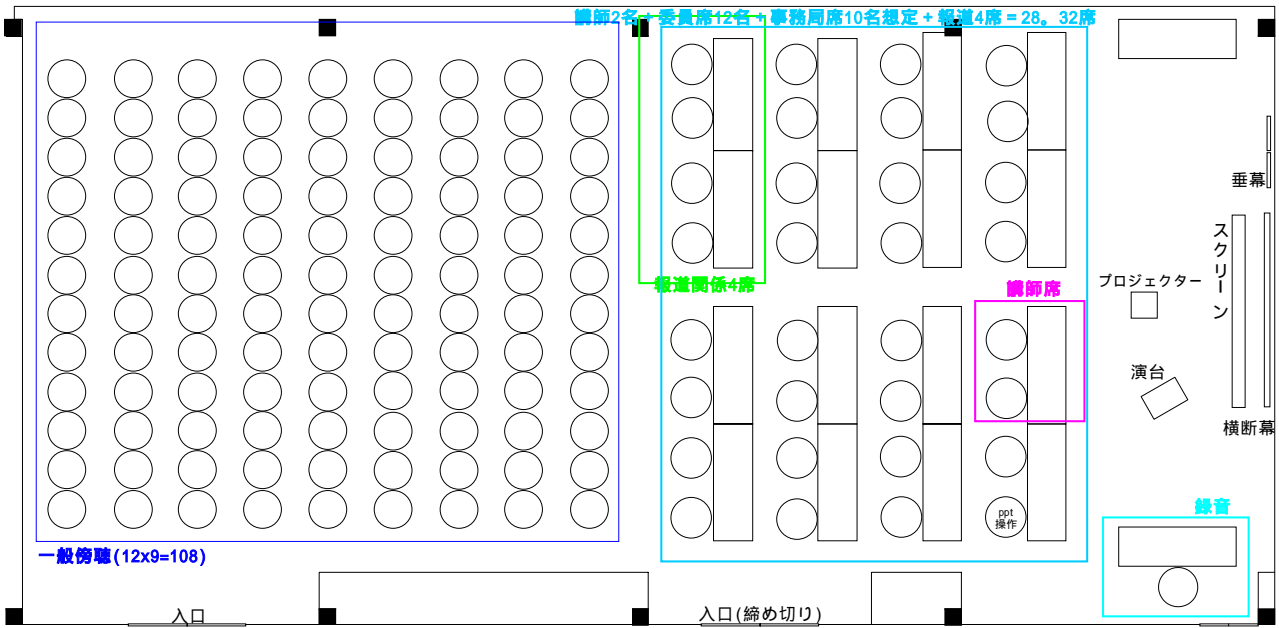 講師2名+委員席12名+事務局席10名想定+報道4席=28。32席
垂幕
スクリーン
プロジェクター
報道関係4席
講師席
演台
横断幕
録音
ppt
操作
一般傍聴(12x9=108)
入口
入口(締め切り)